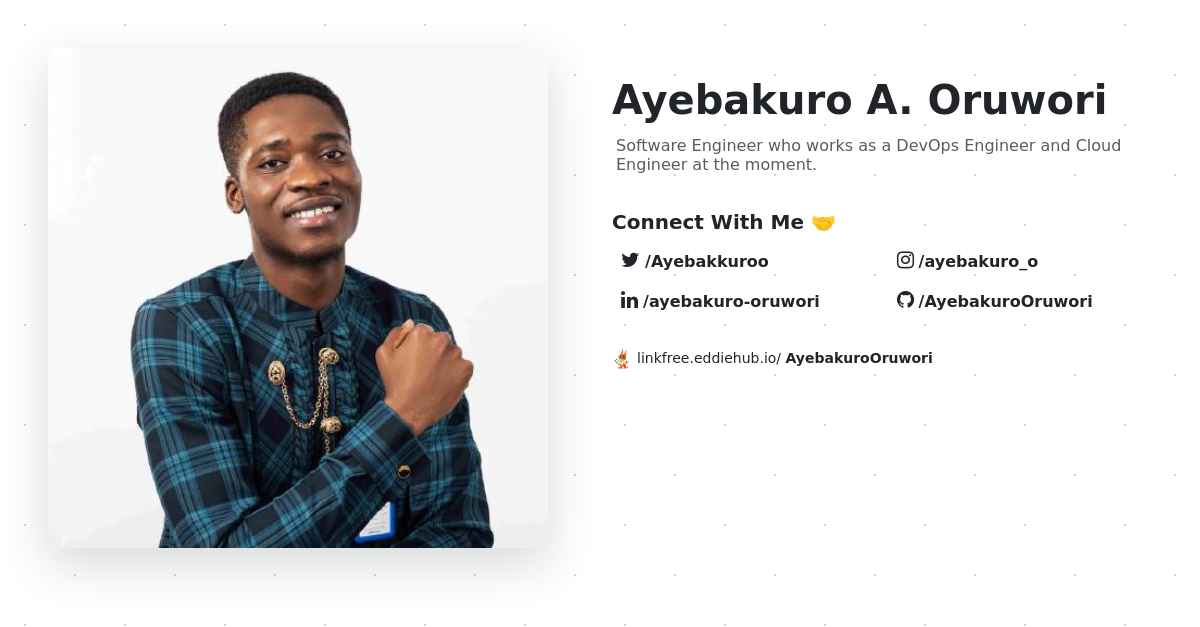 Ayebakuro A. Oruwori
Software Engineer who works as a DevOps Engineer and Cloud
Engineer at the moment.
Connect With Me 🤝
/Ayebakkuroo
/ayebakuro_o
/ayebakuro-oruwori
/AyebakuroOruwori
linkfree.eddiehub.io/ AyebakuroOruwori